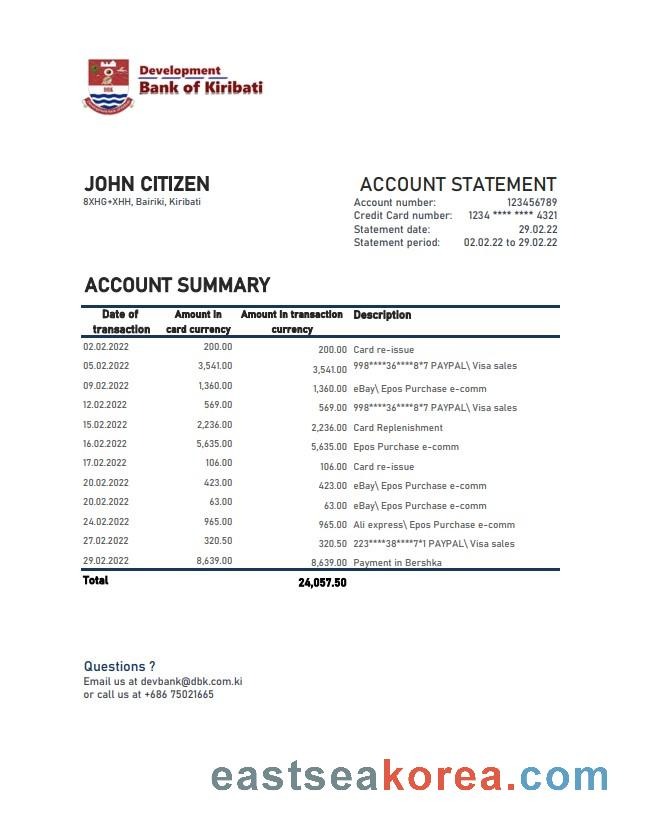 Development
Bank of Kiribati
JOHN CITIZEN
8XHG+XHH, Bairiki, Kiribati
ACCOUNT STATEMENT
Account number: 123456789
Credit Card number: 1234 **** **** 4321
Statement date: 29.02.22
Statement period: 02.02.22 to 29.02.22
ACCOUNT SUMMARY
Date of transaction Amount in card currency Amount in transaction currency Description
02.02.2022 200.00 200.00 Card re-issue
05.02.2022 3,541.00 3,541.00 998****36****8*7 PAYPAL\ Visa sales
09.02.2022 1,360.00 1,360.00 eBay\ Epos Purchase e-comm
12.02.2022 569.00 569.00 998****36****8*7 PAYPAL\ Visa sales
15.02.2022 2,236.00 2,236.00 Card Replenishment
16.02.2022 5,635.00 5,635.00 Epos Purchase e-comm
17.02.2022 106.00 106.00 Card re-issue
20.02.2022 423.00 423.00 eBay\ Epos Purchase e-comm
20.02.2022 63.00 63.00 eBay\ Epos Purchase e-comm
24.02.2022 965.00 965.00 Ali express\ Epos Purchase e-comm
27.02.2022 320.50 320.50 223****38****7*1 PAYPAL\ Visa sales
29.02.2022 8,639.00 8,639.00 Payment in Bershka
Total 24,057.50
Questions ?
Email us at devbank@dbk.com.ki
or call us at +686 75021665
eastseakorea.com